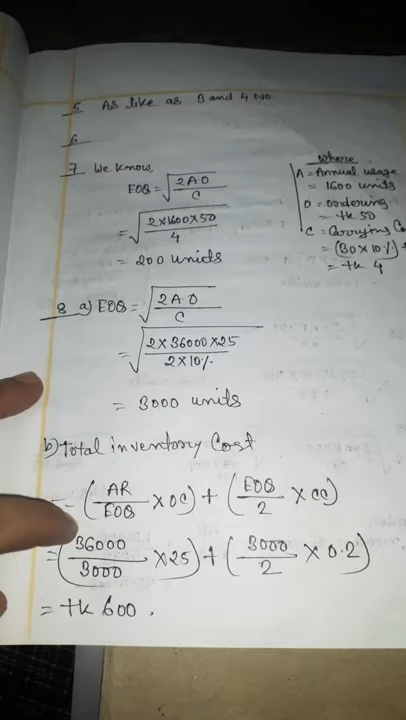 5 As like as 3 and 4 no
6
7 We know
EOQ = √(2AO/C)
= √(2×1600×50/4)
= 200 units
where
A = Annual usage
= 1600 units
O = ordering
= tk 50
C = Carrying Co
= (30×10%) +
= tk 4
8 a) EOQ = √(2AO/C)
= √(2×36000×25/2×10%)
= 3000 units
b) Total inventory Cost
= (AR/EOQ × OC) + (EOQ/2 × CC)
= (36000/3000 × 25) + (3000/2 × 0.2)
= tk 600.